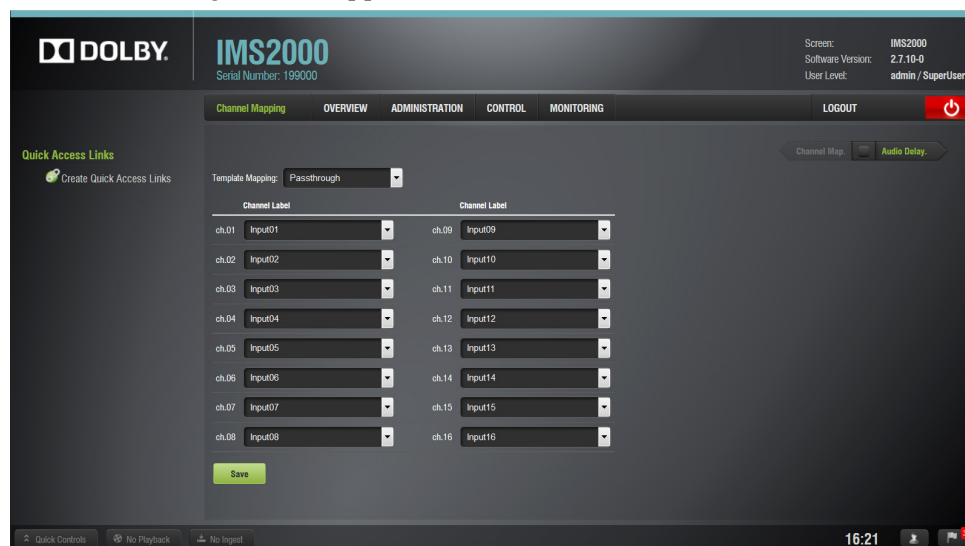 DOLBY®
IMS2000
Serial Number: 199000
Screen: IMS2000
Software Version: 2.7.10-0
User Level: admin / SuperUser
Channel Mapping OVERVIEW ADMINISTRATION CONTROL MONITORING LOGOUT
Quick Access Links
Create Quick Access Links
Channel Map. Audio Delay.
Template Mapping: Passthrough
Channel Label Channel Label
ch.01 Input01 ch.09 Input09
ch.02 Input02 ch.10 Input10
ch.03 Input03 ch.11 Input11
ch.04 Input04 ch.12 Input12
ch.05 Input05 ch.13 Input13
ch.06 Input06 ch.14 Input14
ch.07 Input07 ch.15 Input15
ch.08 Input08 ch.16 Input16
Save
Quick Controls No Playback No Ingest 16:21